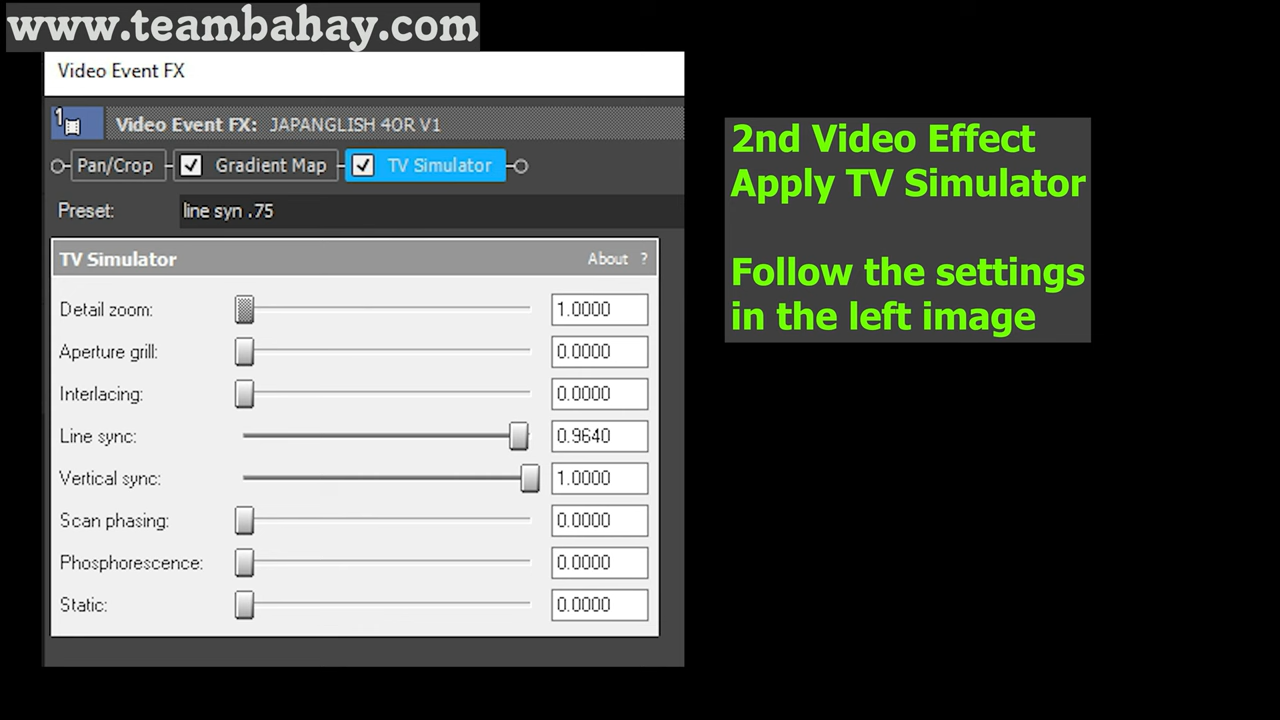 www.teambahay.com
Video Event FX
1 Video Event FX: JAPANGLISH 4OR V1
Pan/Crop Gradient Map TV Simulator
Preset: line syn .75
TV Simulator About ?
Detail zoom: 1.0000
Aperture grill: 0.0000
Interlacing: 0.0000
Line sync: 0.9640
Vertical sync: 1.0000
Scan phasing: 0.0000
Phosphorescence: 0.0000
Static: 0.0000
2nd Video Effect
Apply TV Simulator
Follow the settings
in the left image